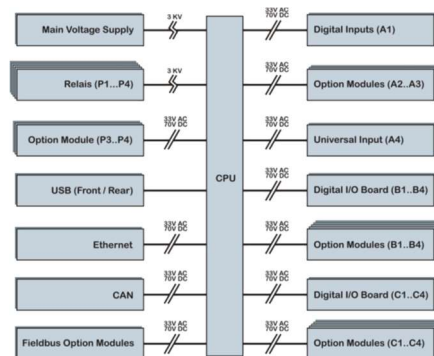 Main Voltage Supply
3 KV
33V AC
70V DC
Digital Inputs (A1)
Relais (P1...P4)
3 KV
33V AC
70V DC
Option Modules (A2..A3)
Option Module (P3..P4)
33V AC
70V DC
33V AC
70V DC
Universal Input (A4)
USB (Front / Rear)
CPU
33V AC
70V DC
Digital I/O Board (B1..B4)
Ethernet
33V AC
70V DC
33V AC
70V DC
Option Modules (B1..B4)
CAN
33V AC
70V DC
33V AC
70V DC
Digital I/O Board (C1..C4)
Fieldbus Option Modules
33V AC
70V DC
33V AC
70V DC
Option Modules (C1..C4)